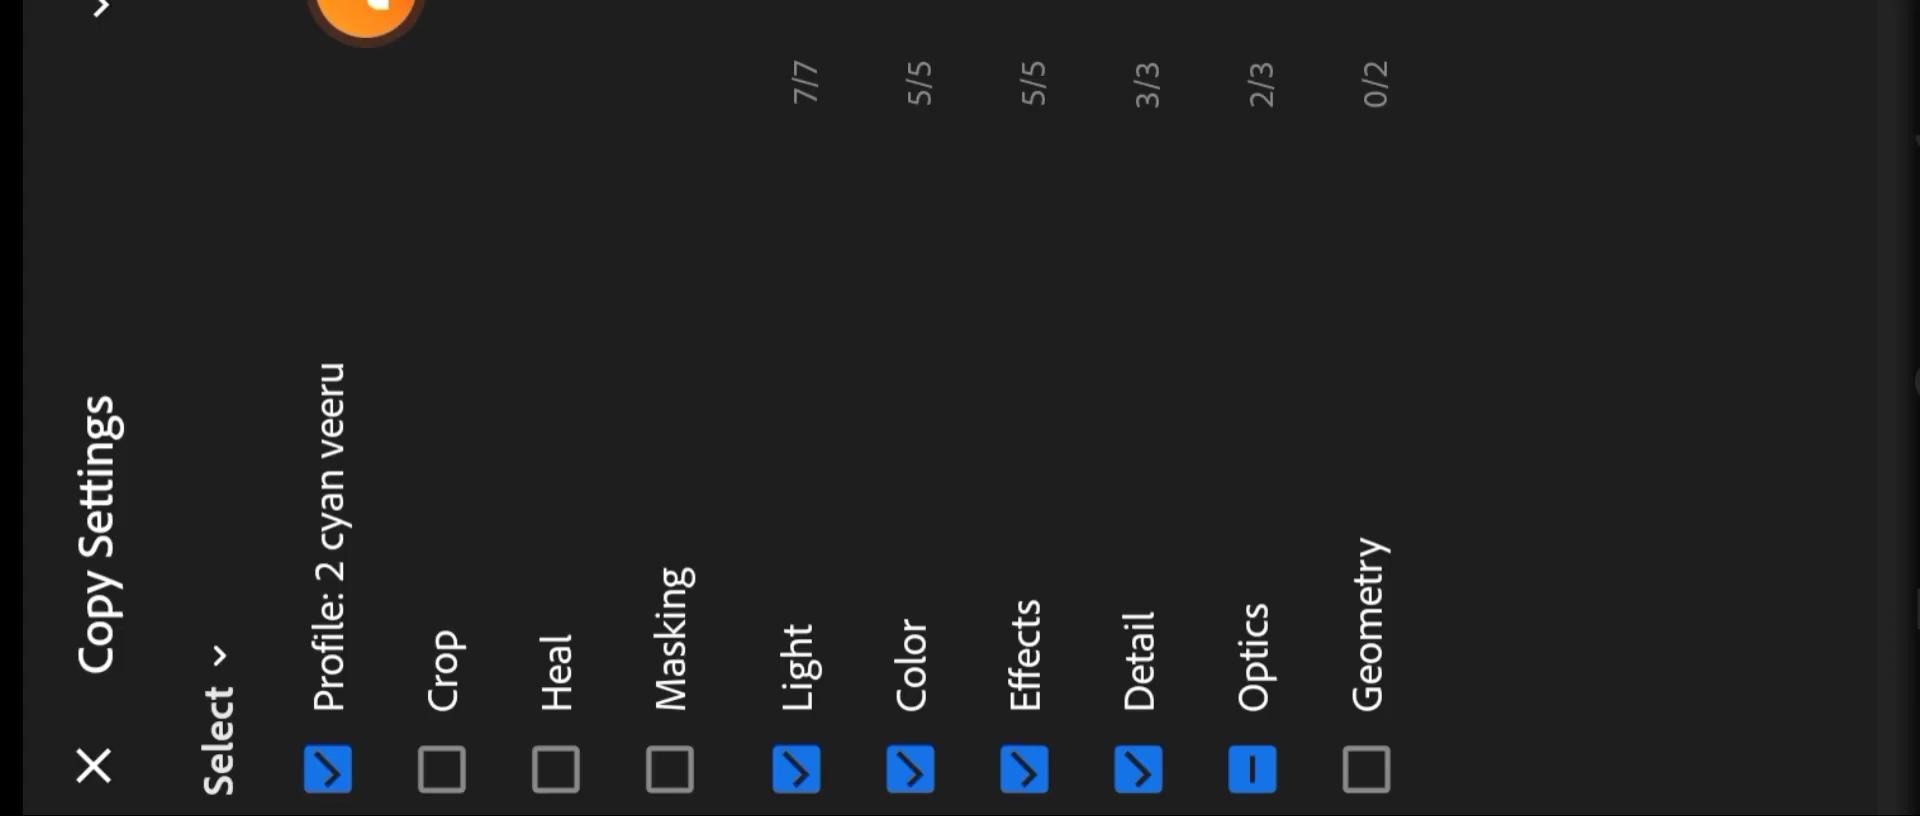 Copy Settings
Select
Profile: 2 cyan veeru
Crop
Heal
Masking
Light 7/7
Color 5/5
Effects 5/5
Detail 3/3
Optics 2/3
Geometry 0/2